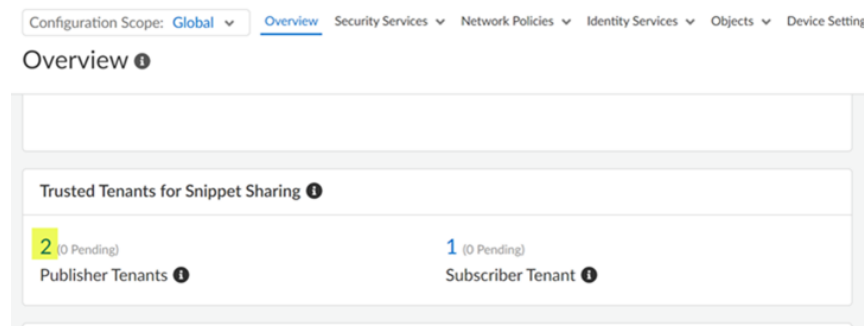 Configuration Scope: Global Overview Security Services Network Policies Identity Services Objects Device Setting
Overview
Trusted Tenants for Snippet Sharing
2 (0 Pending) 1 (0 Pending)
Publisher Tenants Subscriber Tenant